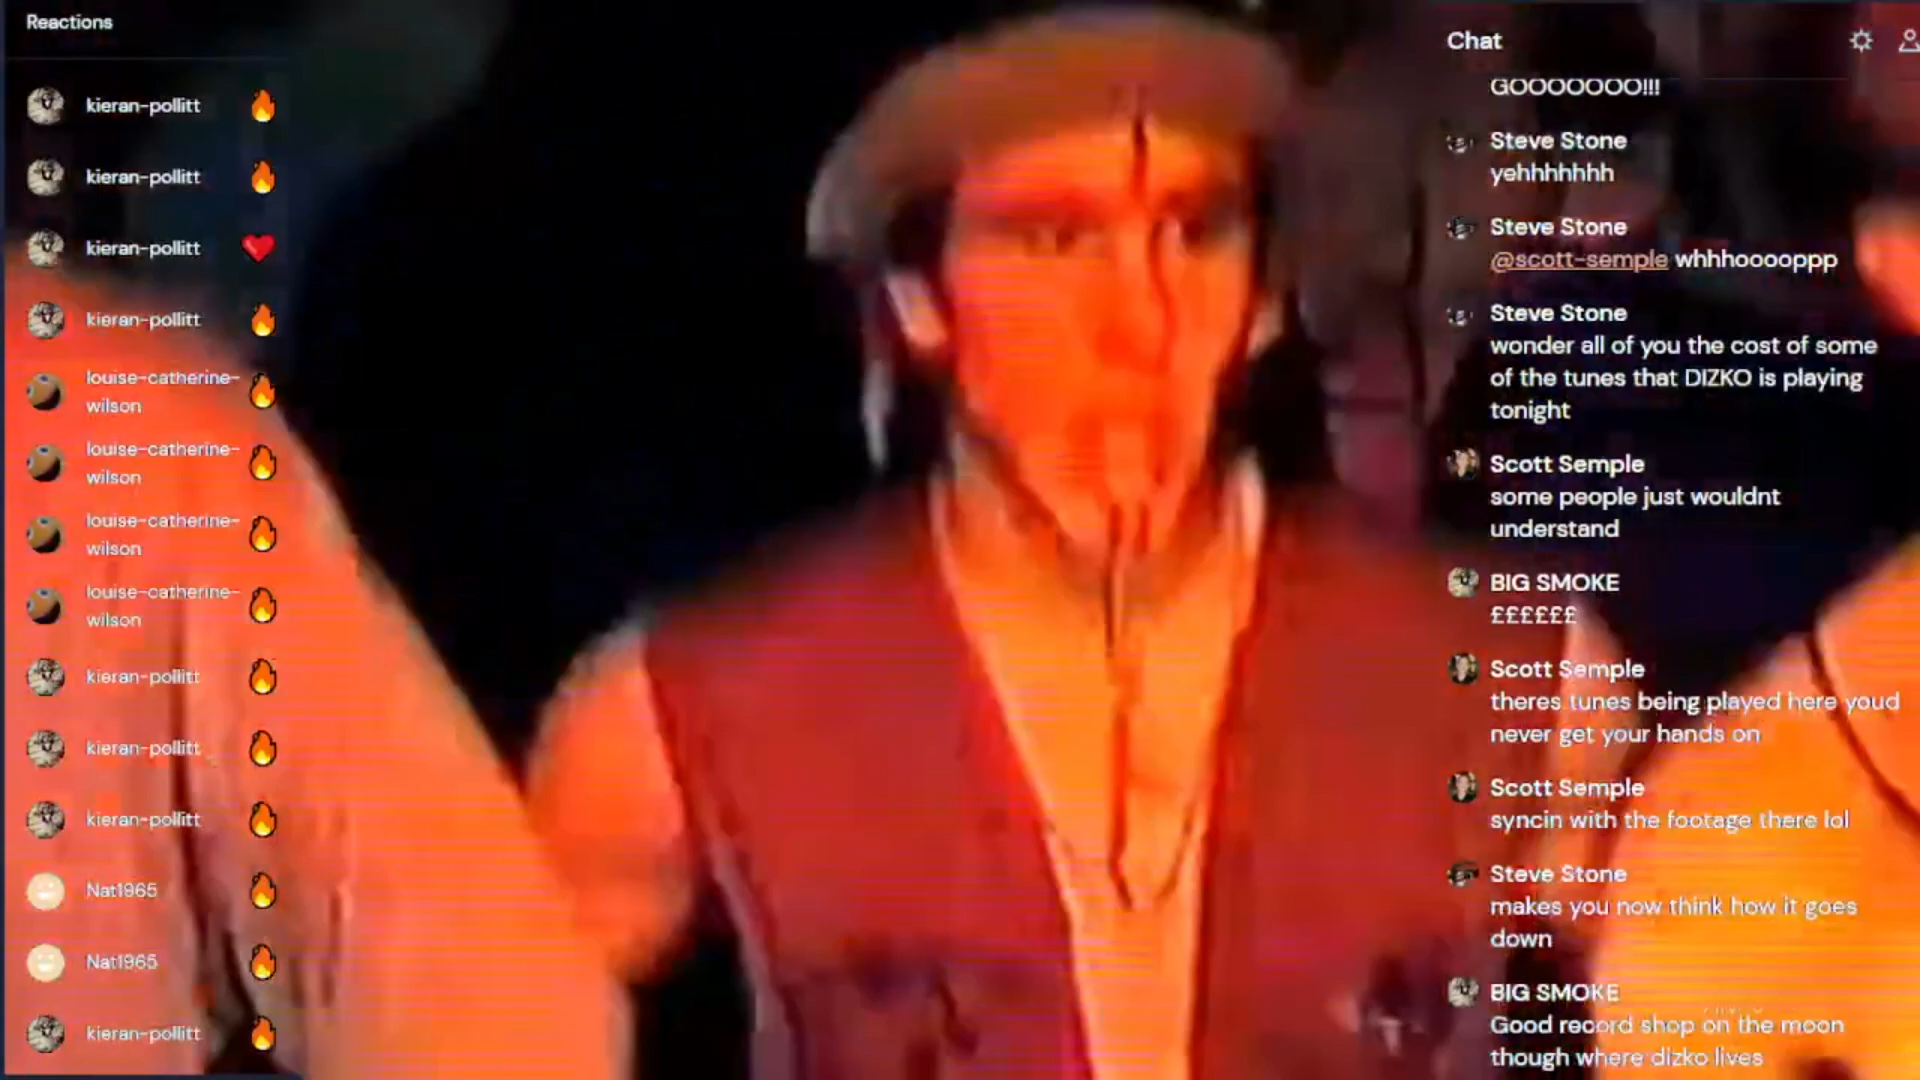 Reactions
kieran-pollitt
kieran-pollitt
kieran-pollitt
kieran-pollitt
louise-catherine-
wilson
louise-catherine-
wilson
louise-catherine-
wilson
louise-catherine-
wilson
kieran-pollitt
kieran-pollitt
kieran-pollitt
Nat1965
Nat1965
kieran-pollitt
Chat
GOOOOOOO!!!
Steve Stone
yehhhhhhh
Steve Stone
@scott-semple whhhooooppp
Steve Stone
wonder all of you the cost of some
of the tunes that DIZKO is playing
tonight
Scott Semple
some people just wouldnt
understand
BIG SMOKE
££££££
Scott Semple
theres tunes being played here youd
never get your hands on
Scott Semple
syncin with the footage there lol
Steve Stone
makes you now think how it goes
down
BIG SMOKE
Good record shop on the moon
though where dizko lives